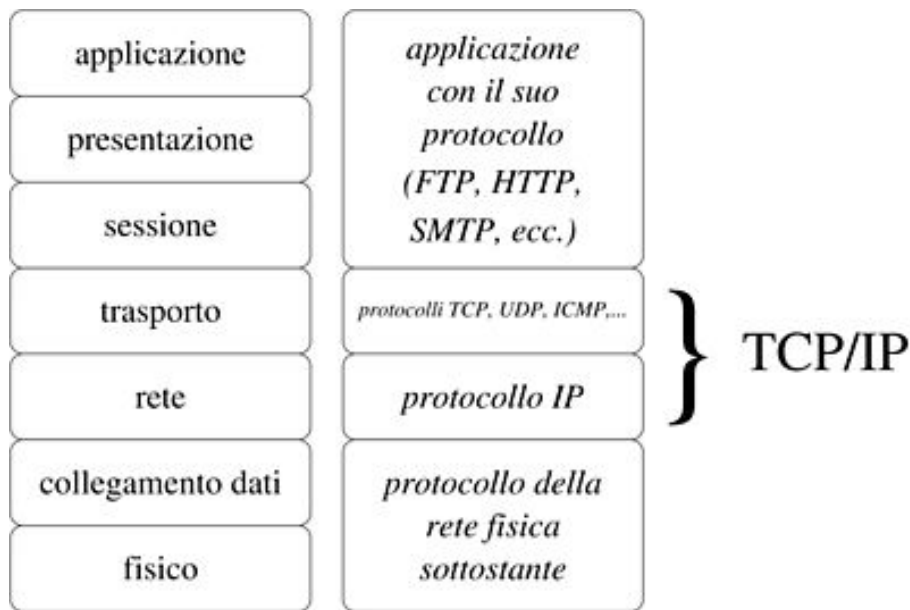 applicazione
presentazione
sessione
trasporto
rete
collegamento dati
fisico
applicazione
con il suo
protocollo
(FTP, HTTP,
SMTP, ecc.)
protocolli TCP, UDP, ICMP,...
protocollo IP
protocollo della
rete fisica
sottostante
} TCP/IP